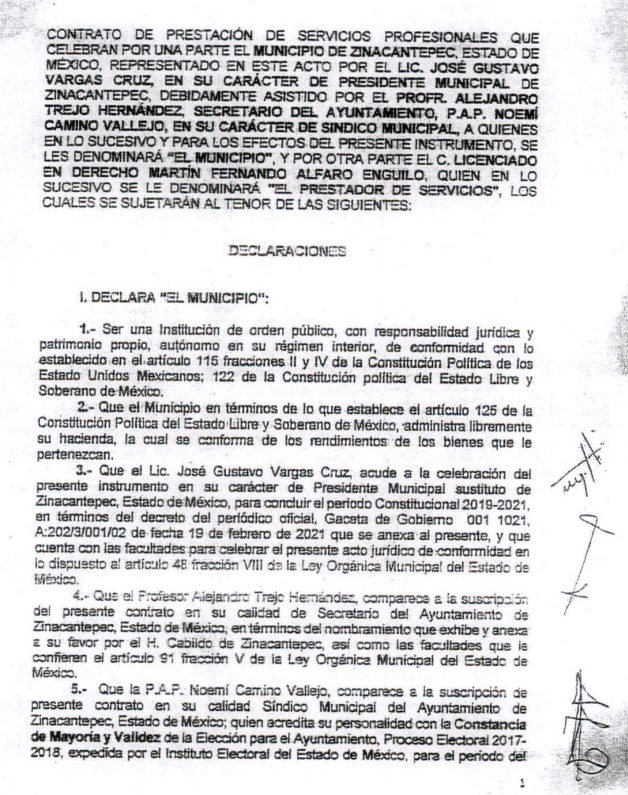 CONTRATO DE PRESTACIÓN DE SERVICIOS PROFESIONALES QUE
CELEBRAN POR UNA PARTE EL MUNICIPIO DE ZINACANTEPEC, ESTADO DE
MÉXICO, REPRESENTADO EN ESTE ACTO POR EL LIC. JOSÉ GUSTAVO
VARGAS CRUZ, EN SU CARÁCTER DE PRESIDENTE MUNICIPAL DE
ZINACANTEPEC, DEBIDAMENTE ASISTIDO POR EL PROFR. ALEJANDRO
TREJO HERNÁNDEZ, SECRETARIO DEL AYUNTAMIENTO, P.A.P. NOEMÍ
CAMINO VALLEJO, EN SU CARÁCTER DE SINDICO MUNICIPAL, A QUIENES
EN LO SUCESIVO Y PARA LOS EFECTOS DEL PRESENTE INSTRUMENTO, SE
LES DENOMINARÁ "EL MUNICIPIO", Y POR OTRA PARTE EL C. LICENCIADO
EN DERECHO MARTÍN FERNANDO ALFARO ENGUILO, QUIEN EN LO
SUCESIVO SE LE DENOMINARÁ "EL PRESTADOR DE SERVICIOS", LOS
CUALES SE SUJETARÁN AL TENOR DE LAS SIGUIENTES:
DECLARACIONES
I. DECLARA "EL MUNICIPIO":
1.- Ser una Institución de orden público, con responsabilidad jurídica y
patrimonio propio, autónomo en su régimen interior, de conformidad con lo
establecido en el artículo 115 fracciones II y IV de la Constitución Política de los
Estado Unidos Mexicanos; 122 de la Constitución política del Estado Libre y
Soberano de México.
2.- Que el Municipio en términos de lo que establece el artículo 125 de la
Constitución Política del Estado Libre y Soberano de México, administra libremente
su hacienda, la cual se conforma de los rendimientos de los bienes que le
pertenezcan.
3.- Que el Lic. José Gustavo Vargas Cruz, acude a la celebración del
presente instrumento en su carácter de Presidente Municipal sustituto de
Zinacantepec, Estado de México, para concluir el periodo Constitucional 2019-2021,
en términos del decreto del periódico oficial, Gaceta de Gobierno 001 1021,
A:202/3/001/02 de fecha 19 de febrero de 2021 que se anexa al presente, y que
cuenta con las facultades para celebrar el presente acto jurídico de conformidad en
lo dispuesto al artículo 48 fracción VIII de la Ley Orgánica Municipal del Estado de
México.
4.- Que el Profesor Alejandro Trejo Hernández, comparece a la suscripción
del presente contrato en su calidad de Secretario del Ayuntamiento de
Zinacantepec, Estado de México, en términos del nombramiento que exhibe y anexa
a su favor por el H. Cabildo de Zinacantepec, así como las facultades que le
confieren el artículo 91 fracción V de la Ley Orgánica Municipal del Estado de
México.
5.- Que la P.A.P. Noemí Camino Vallejo, comparece a la suscripción de
presente contrato en su calidad Síndico Municipal del Ayuntamiento de
Zinacantepec, Estado de México; quien acredita su personalidad con la Constancia
de Mayoría y Validez de la Elección para el Ayuntamiento, Proceso Electoral 2017-
2018, expedida por el Instituto Electoral del Estado de México, para el periodo del
1